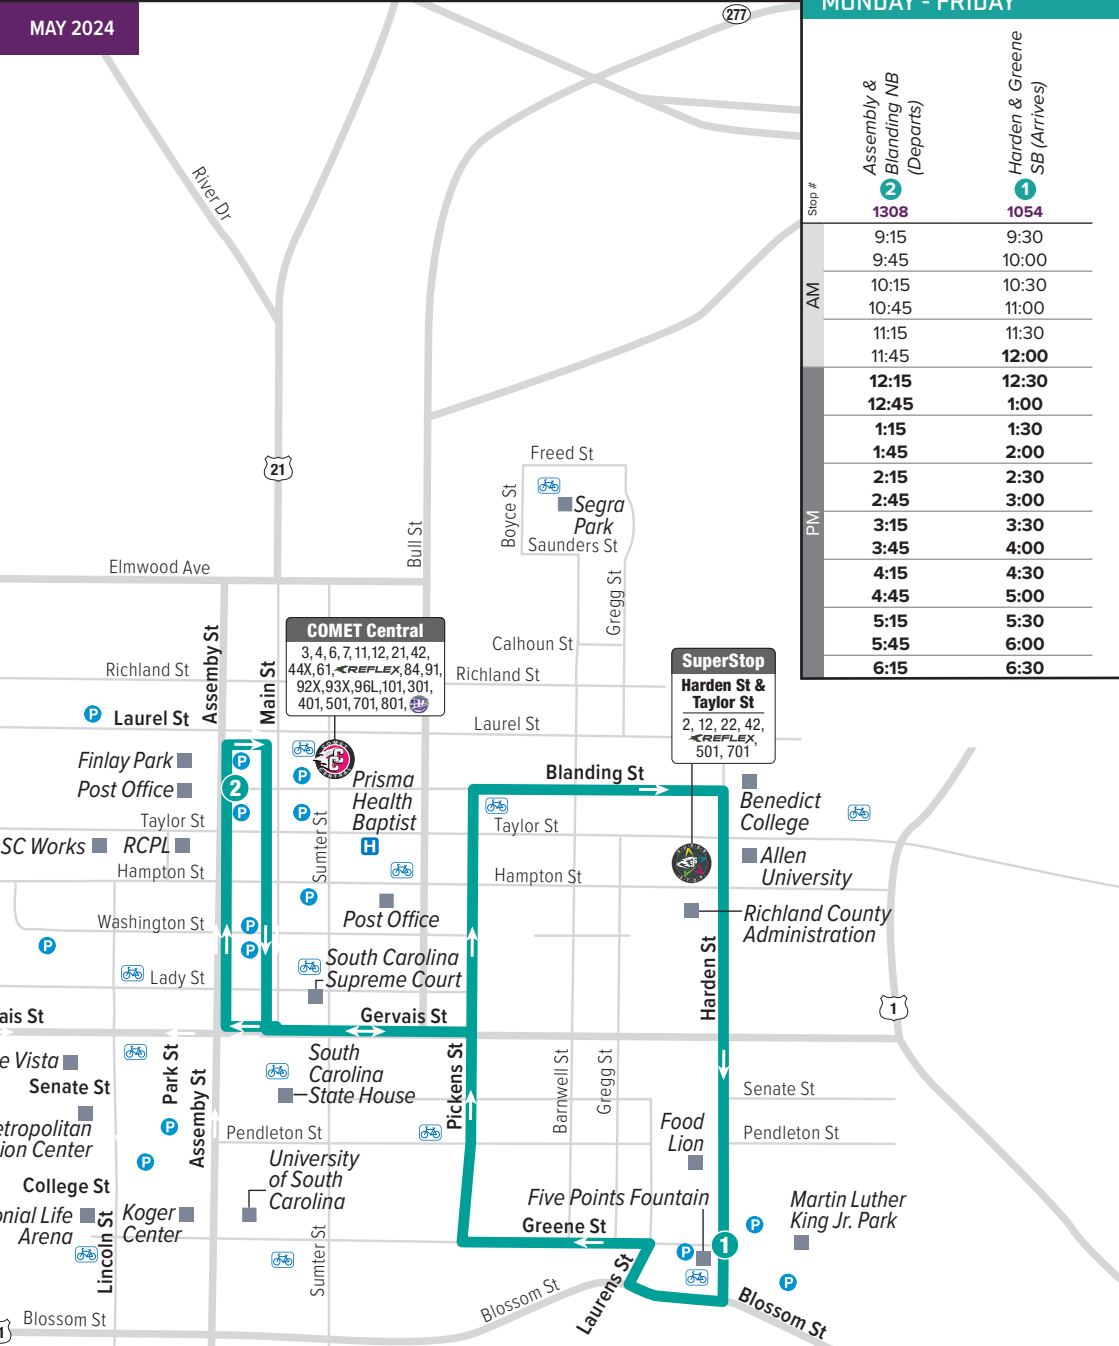 MAY 2024
277
MONDAY - FRIDAY
Assembly &
Blanding NB
(Departs)
Harden & Greene
SB (Arrives)
Stop #
2
1
1308
1054
AM
9:15 9:30
9:45 10:00
10:15 10:30
10:45 11:00
11:15 11:30
11:45 12:00
PM
12:15 12:30
12:45 1:00
1:15 1:30
1:45 2:00
2:15 2:30
2:45 3:00
3:15 3:30
3:45 4:00
4:15 4:30
4:45 5:00
5:15 5:30
5:45 6:00
6:15 6:30
River Dr
21
Bull St
Freed St
Boyce St
Segra
Park
Saunders St
Gregg St
Elmwood Ave
Calhoun St
COMET Central
3, 4, 6, 7, 11,12, 21, 42,
44X, 61, REFLEX, 84, 91,
92X, 93X, 96L, 101, 301,
401, 501, 701, 801,
SuperStop
Harden St &
Taylor St
2, 12, 22, 42,
REFLEX,
501, 701
Assemby St
Main St
Richland St
Richland St
P
Laurel St
Laurel St
Finlay Park
Post Office
2
P
P
P
P
Prisma
Health
Baptist
H
Blanding St
Benedict
College
Taylor St
Taylor St
SC Works
RCPL
Sumter St
Allen
University
Hampton St
Hampton St
P
Post Office
Richland County
Administration
Washington St
P
P
P
Harden St
Lady St
South Carolina
Supreme Court
1
ais St
Gervais St
e Vista
Senate St
Park St
Assemby St
South
Carolina
State House
Pickens St
Barnwell St
Gregg St
Senate St
etropolitan
ion Center
P
P
Pendleton St
Food
Lion
Pendleton St
University
of South
Carolina
College St
onial Life
Arena
Koger
Center
Lincoln St
Sumter St
Five Points Fountain
Greene St
1
P
P
P
Martin Luther
King Jr. Park
Laurens St
Blossom St
Blossom St
Blossom St
1